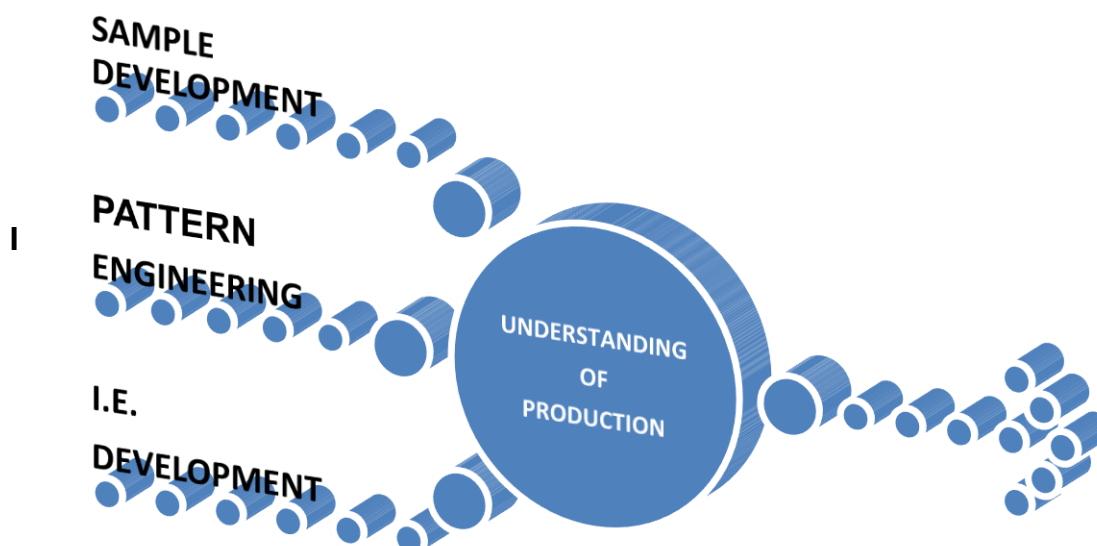 SAMPLE
DEVELOPMENT
PATTERN
ENGINEERING
I
I.E.
DEVELOPMENT
UNDERSTANDING
OF
PRODUCTION